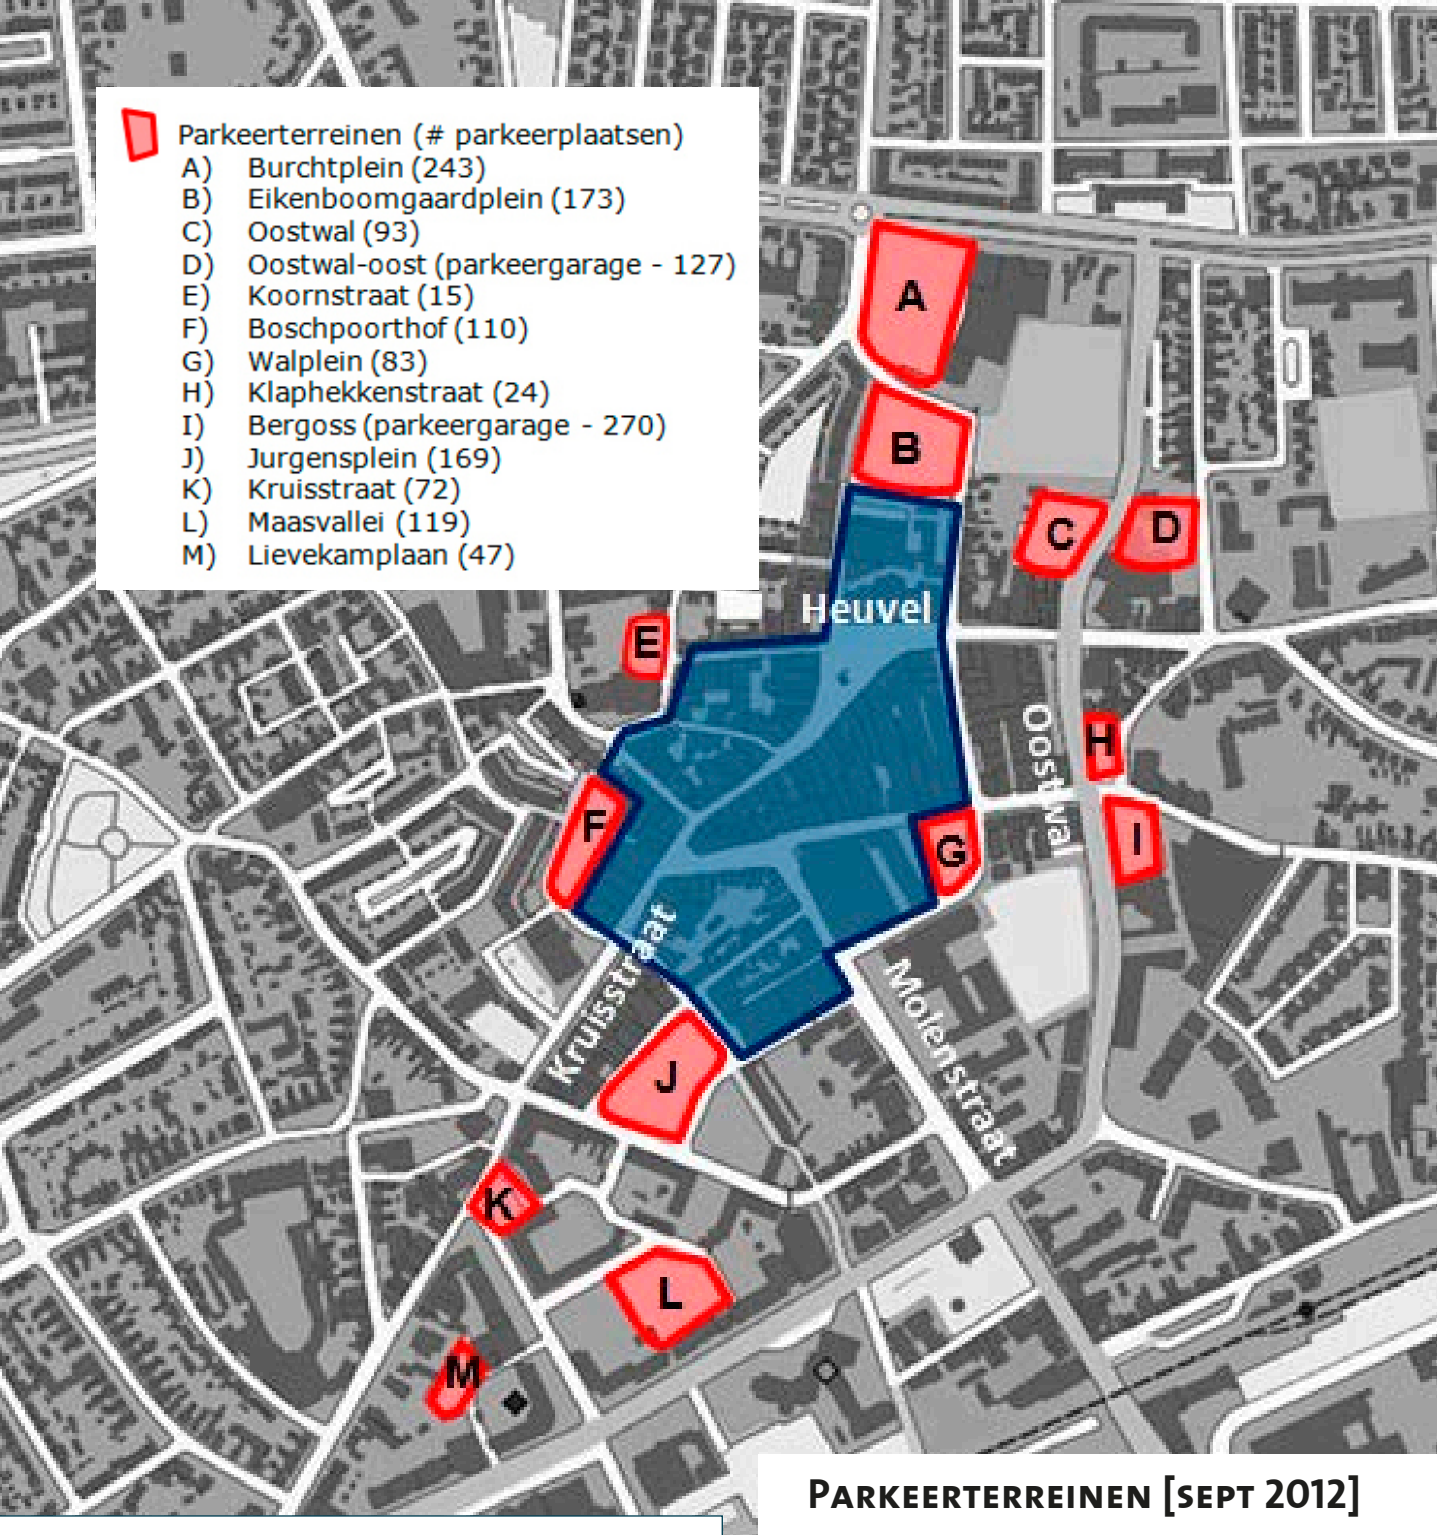 Parkeerterreinen (# parkeerplaatsen)
A) Burchtplein (243)
B) Eikenboomgaardplein (173)
C) Oostwal (93)
D) Oostwal-oost (parkeergarage - 127)
E) Koornstraat (15)
F) Boschpoorthof (110)
G) Walplein (83)
H) Klaphekkenstraat (24)
I) Bergoss (parkeergarage - 270)
J) Jurgensplein (169)
K) Kruisstraat (72)
L) Maasvallei (119)
M) Lievekamplaan (47)
A
B
C
D
Heuvel
E
Oostwal
H
F
G
I
Kruisstraat
Molenstraat
J
K
L
M
PARKEERTERREINEN [SEPT 2012]